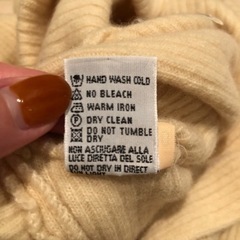 HAND WASH COLD
NO BLEACH
WARM IRON
P DRY CLEAN
DO NOT TUMBLE
DRY
NON ASCIUGARE ALLA
LUCE DIRETTA DEL SOLE
DO NOT DRY IN DIRECT